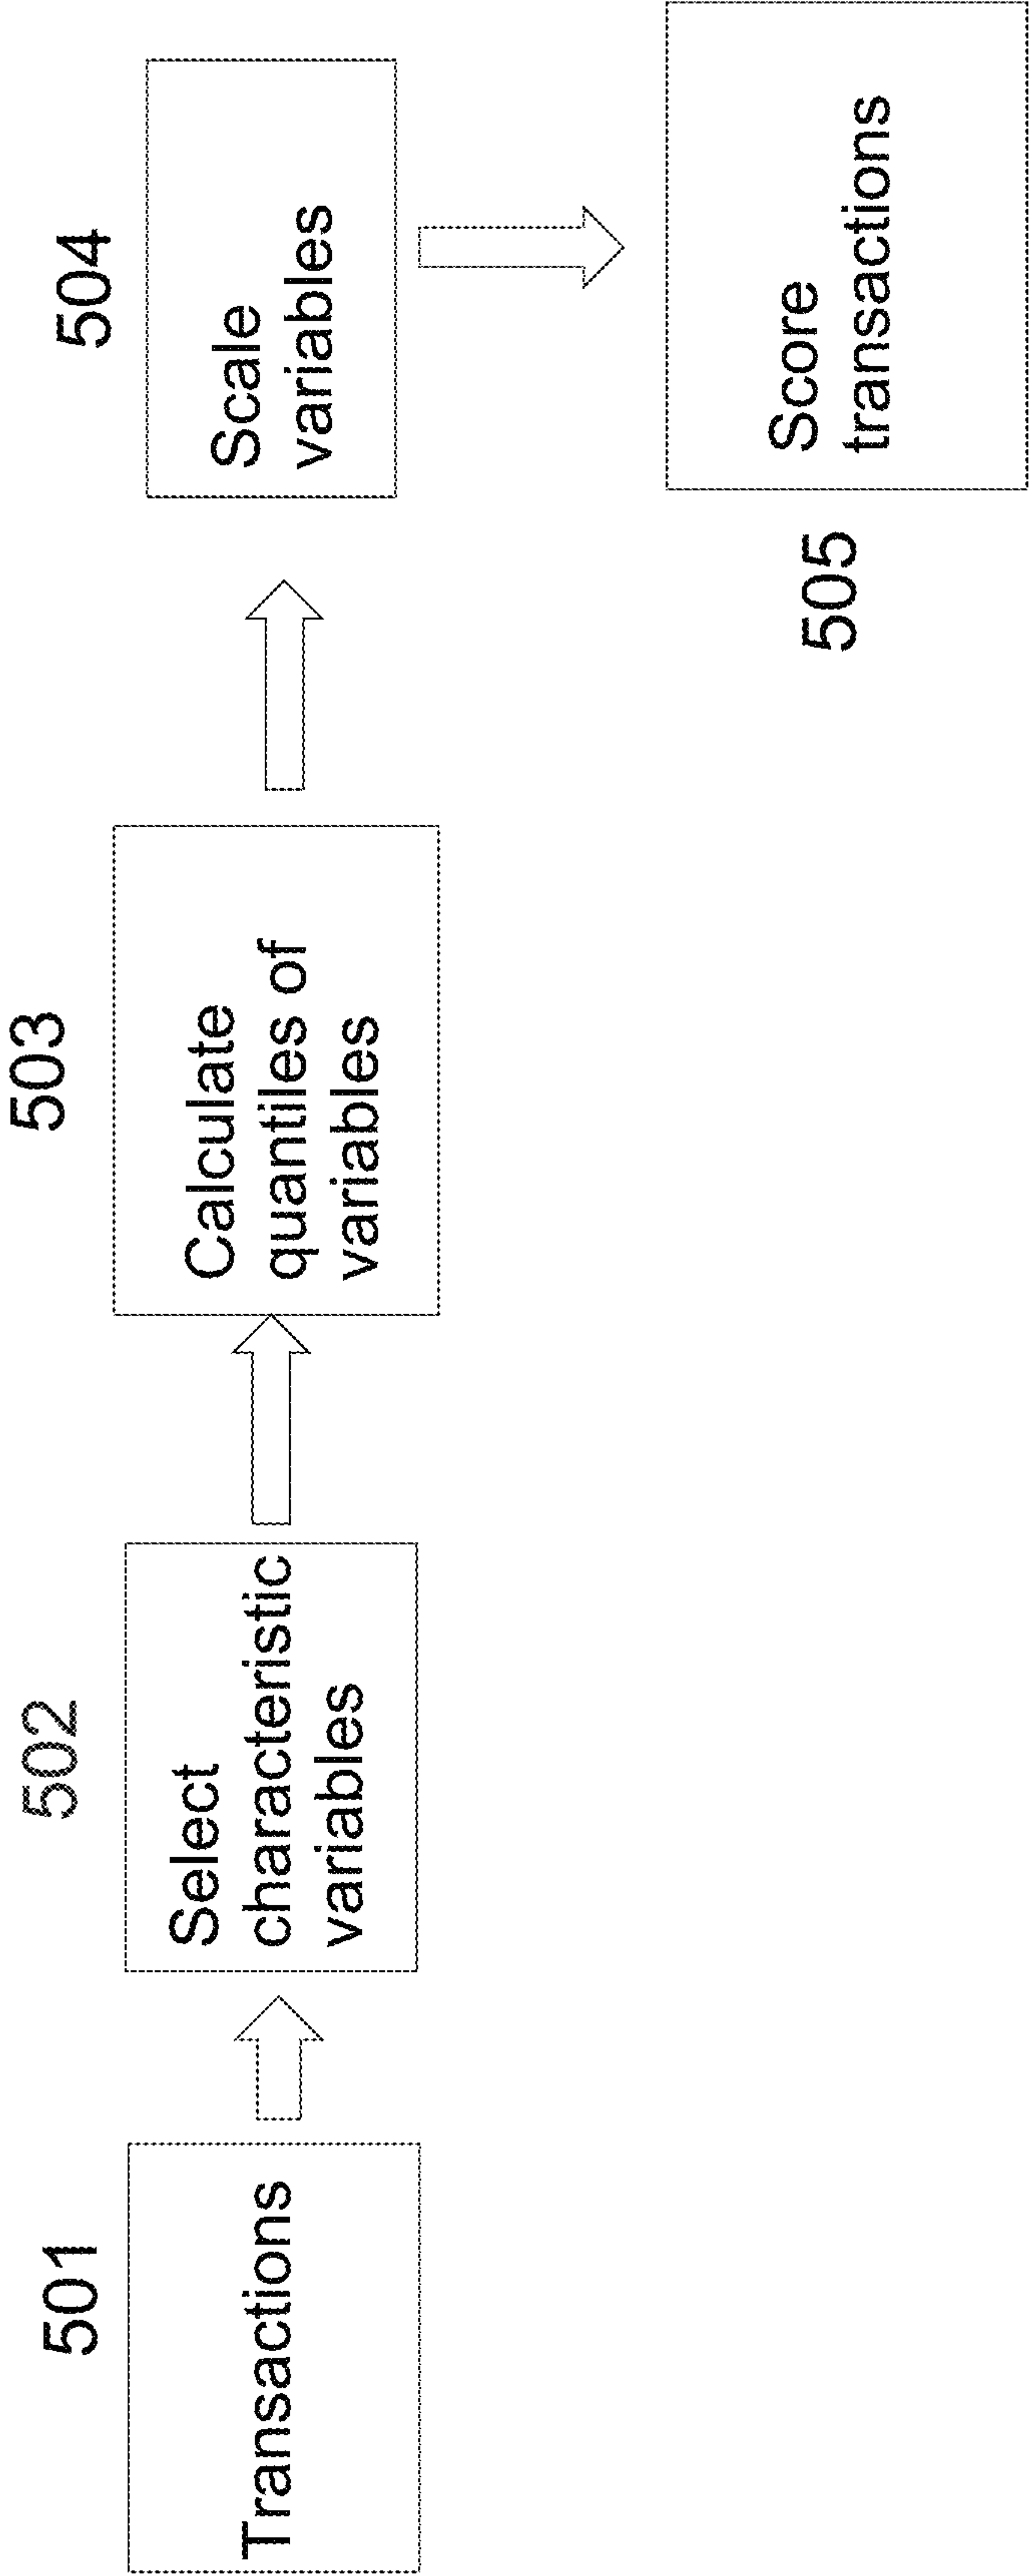 501
Transactions
502
Select
characteristic
variables
503
Calculate
quantiles of
variables
504
Scale
variables
505
Score
transactions